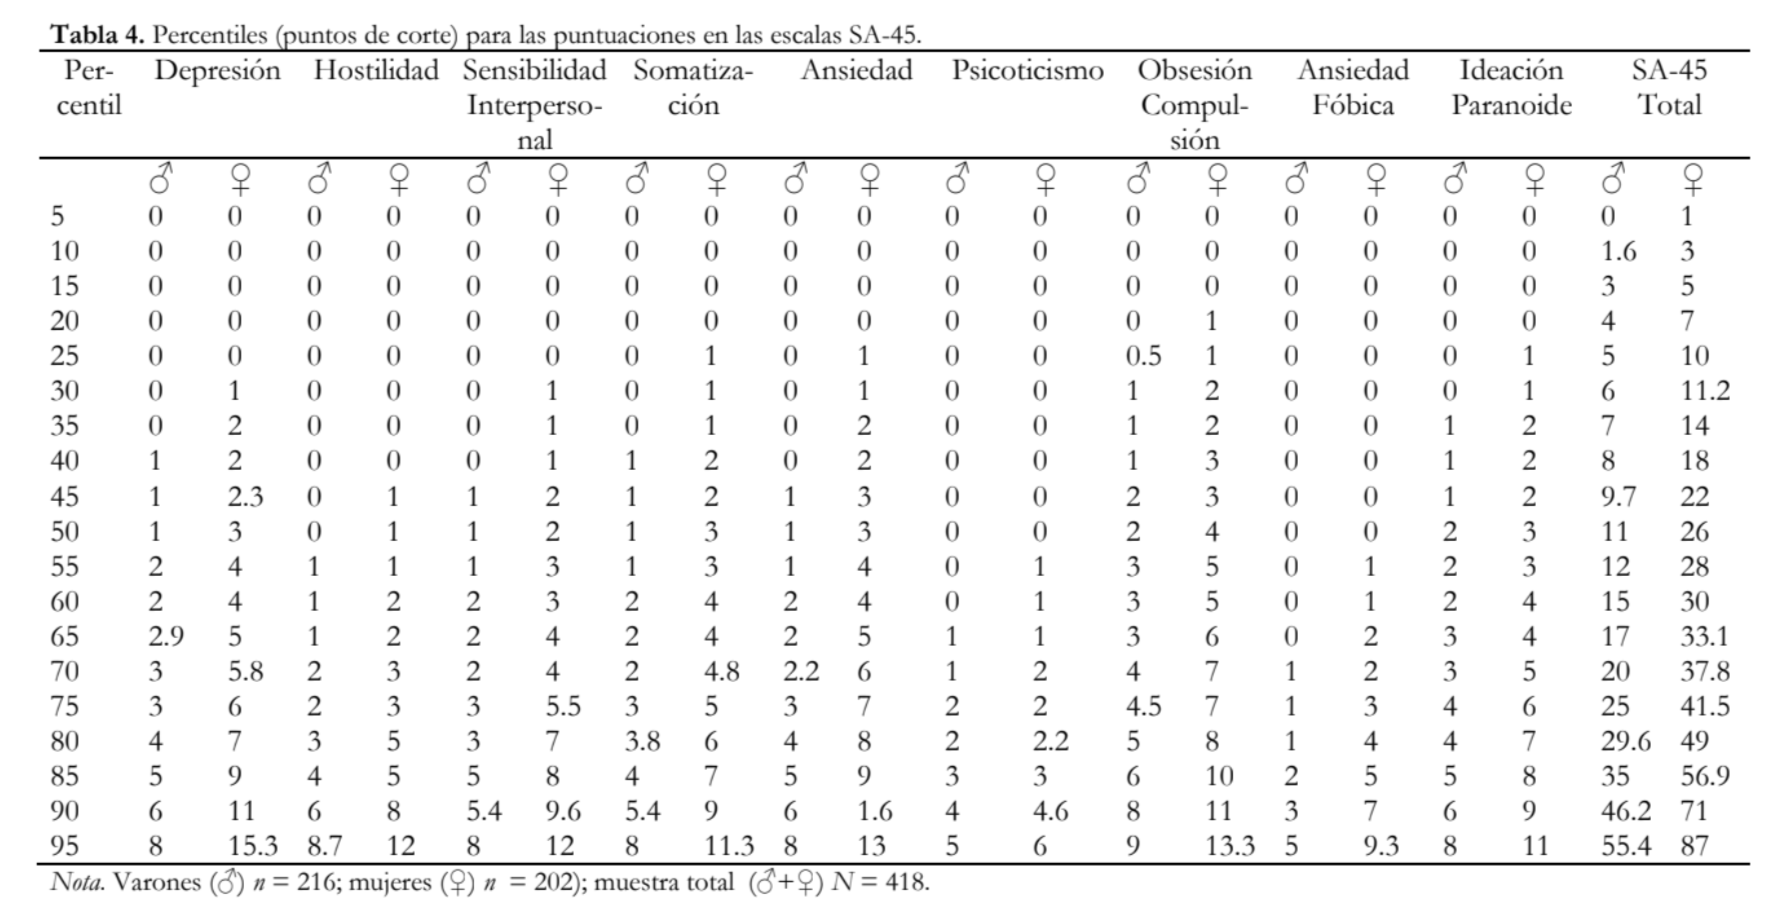 Tabla 4. Percentiles (puntos de corte) para las puntuaciones en las escalas SA-45.
Per- Depresión Hostilidad Sensibilidad Somatiza- Ansiedad Psicoticismo Obsesión Ansiedad Ideación SA-45
centil Interperso- ción Compul- Fóbica Paranoide Total
nal sión
♂ ♀ ♂ ♀ ♂ ♀ ♂ ♀ ♂ ♀ ♂ ♀ ♂ ♀ ♂ ♀ ♂ ♀ ♂ ♀
5 0 0 0 0 0 0 0 0 0 0 0 0 0 0 0 0 0 0 0 1
10 0 0 0 0 0 0 0 0 0 0 0 0 0 0 0 0 0 0 1.6 3
15 0 0 0 0 0 0 0 0 0 0 0 0 0 0 0 0 0 0 3 5
20 0 0 0 0 0 0 0 0 0 0 0 0 0 1 0 0 0 0 4 7
25 0 0 0 0 0 0 0 1 0 1 0 0 0.5 1 0 0 0 1 5 10
30 0 1 0 0 0 1 0 1 0 1 0 0 1 2 0 0 0 1 6 11.2
35 0 2 0 0 0 1 0 1 0 2 0 0 1 2 0 0 1 2 7 14
40 1 2 0 0 0 1 1 2 0 2 0 0 1 3 0 0 1 2 8 18
45 1 2.3 0 1 1 2 1 2 1 3 0 0 2 3 0 0 1 2 9.7 22
50 1 3 0 1 1 2 1 3 1 3 0 0 2 4 0 0 2 3 11 26
55 2 4 1 1 1 3 1 3 1 4 0 1 3 5 0 1 2 3 12 28
60 2 4 1 2 2 3 2 4 2 4 0 1 3 5 0 1 2 4 15 30
65 2.9 5 1 2 2 4 2 4 2 5 1 1 3 6 0 2 3 4 17 33.1
70 3 5.8 2 3 2 4 2 4.8 2.2 6 1 2 4 7 1 2 3 5 20 37.8
75 3 6 2 3 3 5.5 3 5 3 7 2 2 4.5 7 1 3 4 6 25 41.5
80 4 7 3 5 3 7 3.8 6 4 8 2 2.2 5 8 1 4 4 7 29.6 49
85 5 9 4 5 5 8 4 7 5 9 3 3 6 10 2 5 5 8 35 56.9
90 6 11 6 8 5.4 9.6 5.4 9 6 1.6 4 4.6 8 11 3 7 6 9 46.2 71
95 8 15.3 8.7 12 8 12 8 11.3 8 13 5 6 9 13.3 5 9.3 8 11 55.4 87
Nota. Varones (♂) n = 216; mujeres (♀) n = 202); muestra total (♂+♀) N = 418.